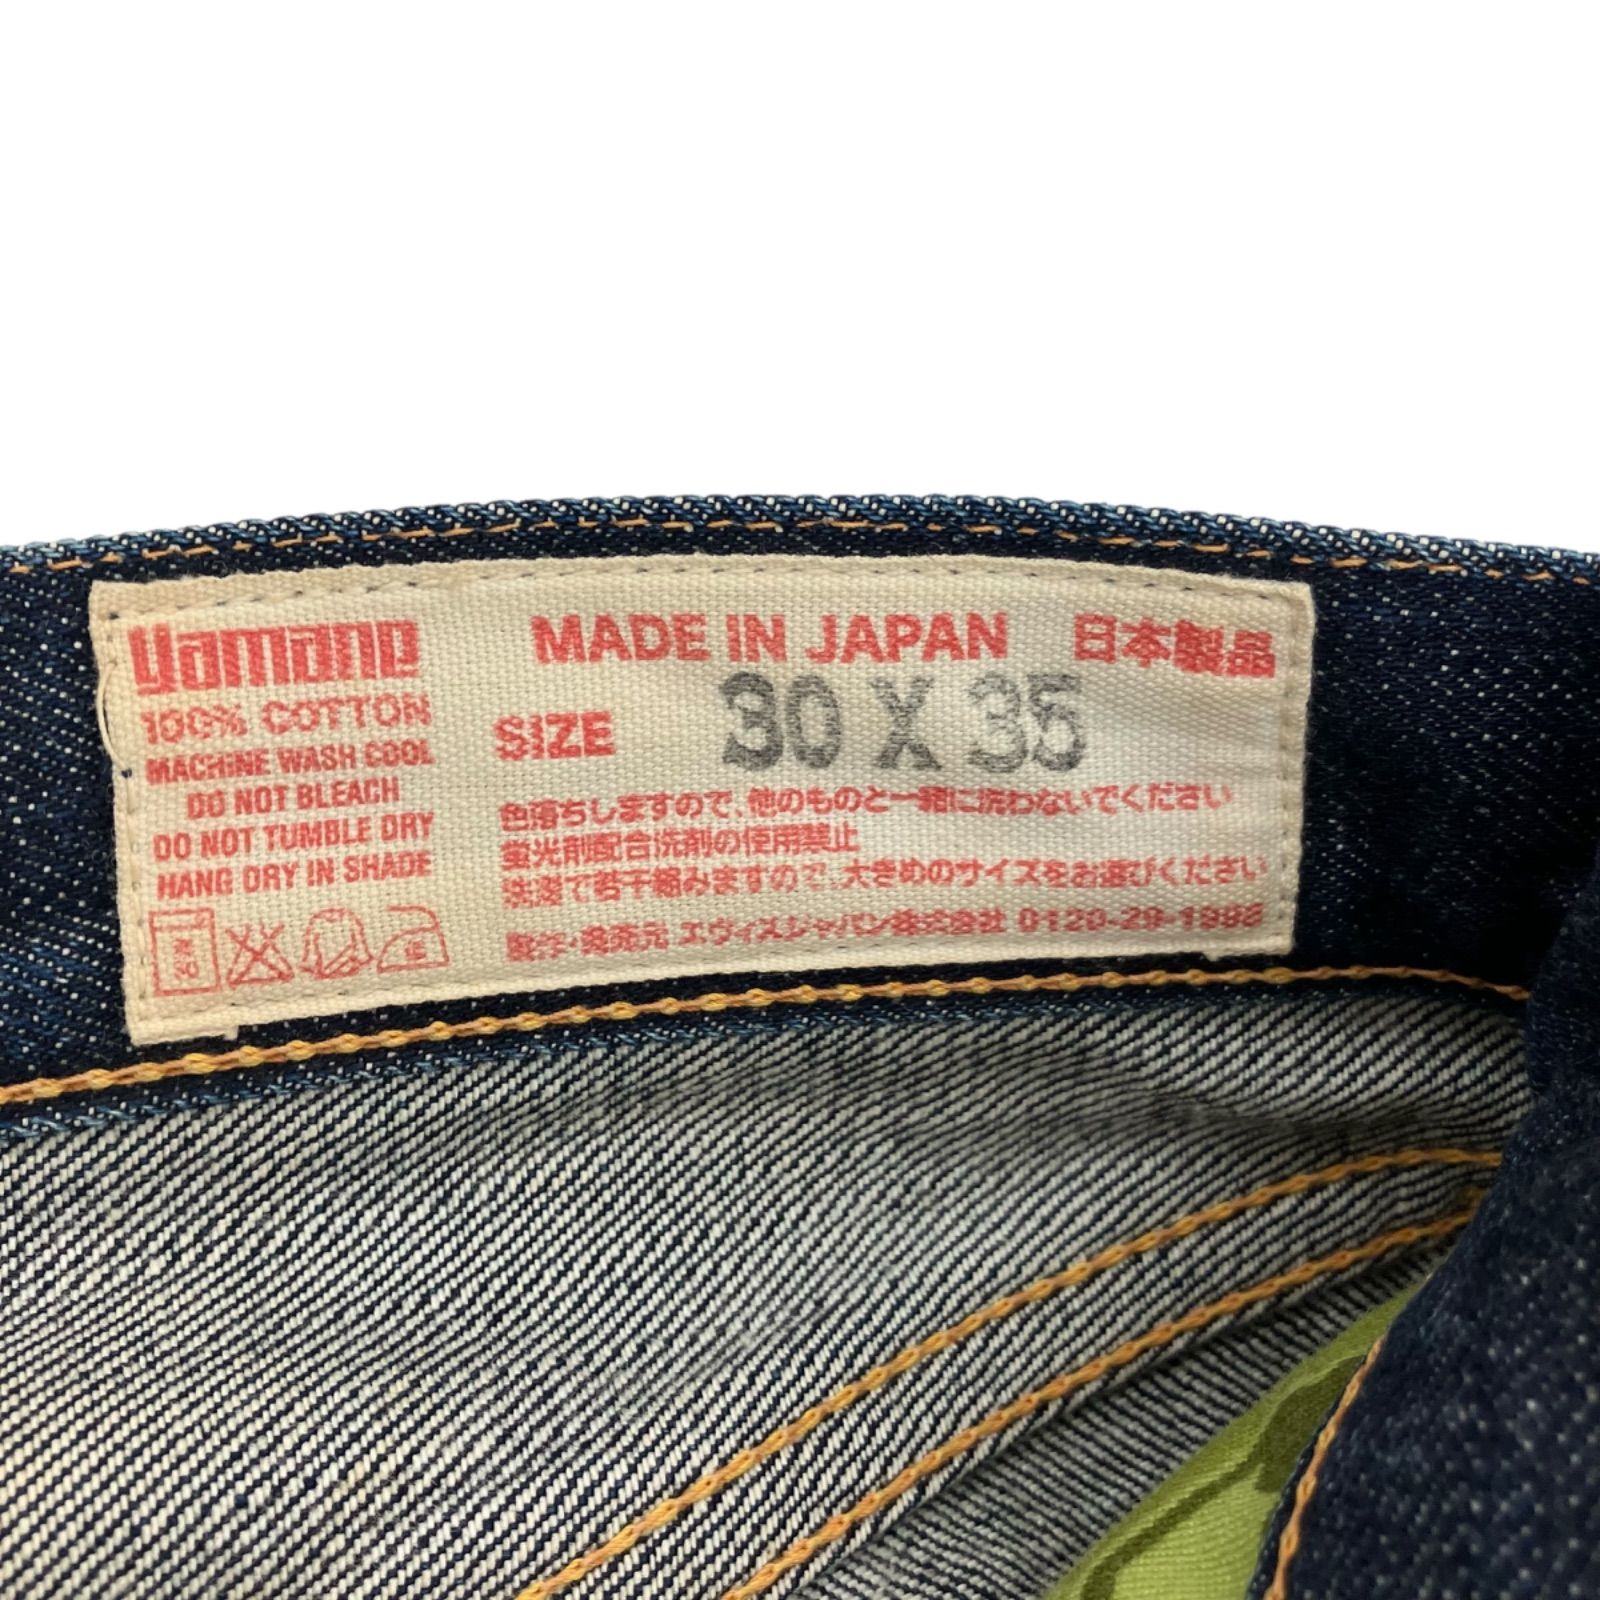 yamane
100% COTTON
MACHINE WASH COOL
DO NOT BLEACH
DO NOT TUMBLE DRY
HANG DRY IN SHADE
MADE IN JAPAN 日本製品
SIZE 30 X 35
色落ちしますので、他のものと一緒に洗わないでください
蛍光剤配合洗剤の使用禁止
洗濯で若干縮みますので、大きめのサイズをお選びください
製作・発売元 エヴィスジャパン株式会社 0120-29-1998